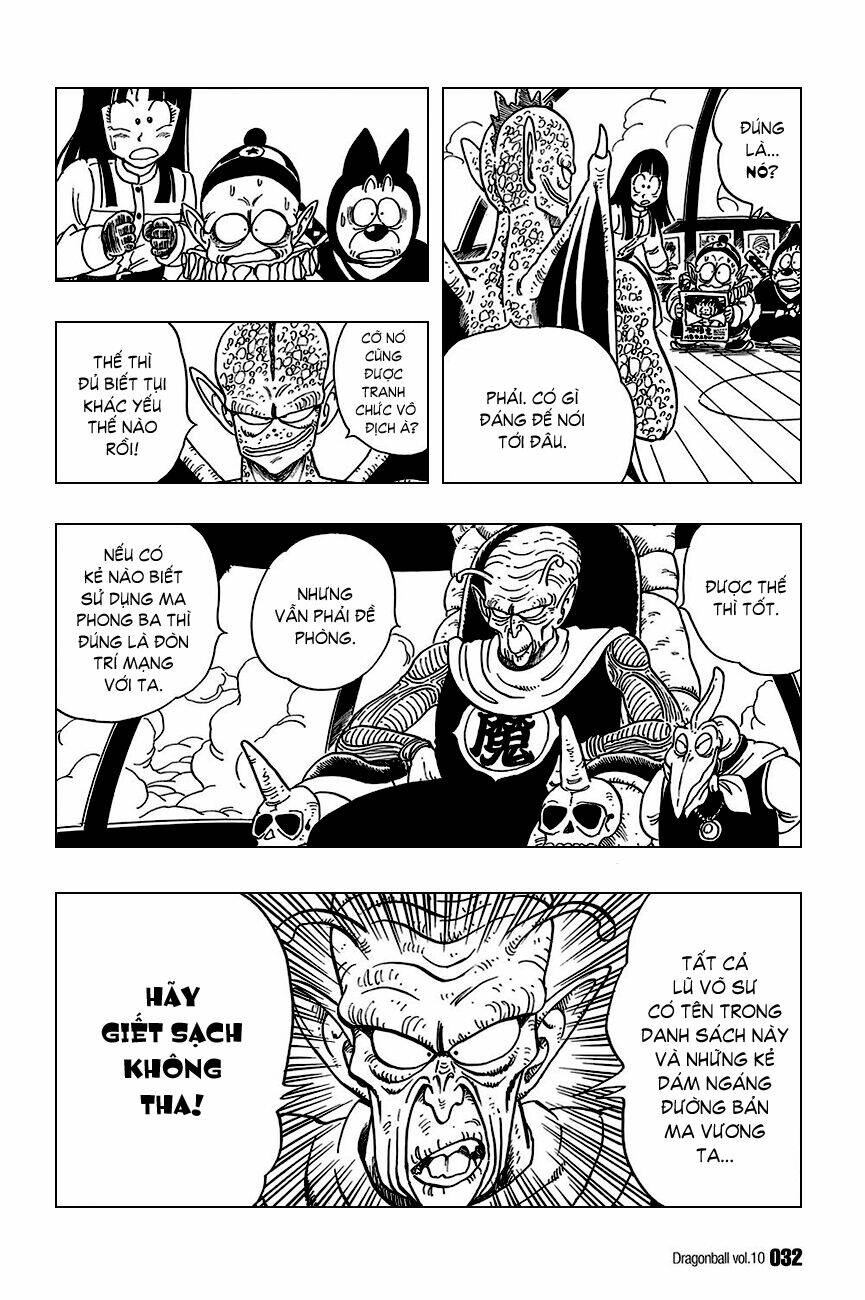 ĐÚNG
LÀ...
NÓ?
PHẢI. CÓ GÌ
ĐÁNG ĐỂ NÓI
TỚI ĐÂU.
CỠ NÓ
CŨNG
ĐƯỢC
TRANH
CHỨC VÔ
ĐỊCH À?
THẾ THÌ
ĐỦ BIẾT TỤI
KHÁC YẾU
THẾ NÀO
RỒI!
ĐƯỢC THẾ
THÌ TỐT.
NHƯNG
VẪN PHẢI ĐỀ
PHÒNG.
NẾU CÓ
KẺ NÀO BIẾT
SỬ DỤNG MA
PHONG BA THÌ
ĐÚNG LÀ ĐÒN
TRÍ MẠNG
VỚI TA.
魔
TẤT CẢ
LŨ VÕ SƯ
CÓ TÊN TRONG
DANH SÁCH NÀY
VÀ NHỮNG KẺ
DÁM NGÁNG
ĐƯỜNG BẢN
MA VƯƠNG
TA...
HÃY
GIẾT SẠCH
KHÔNG
THA!
Dragonball vol.10 032